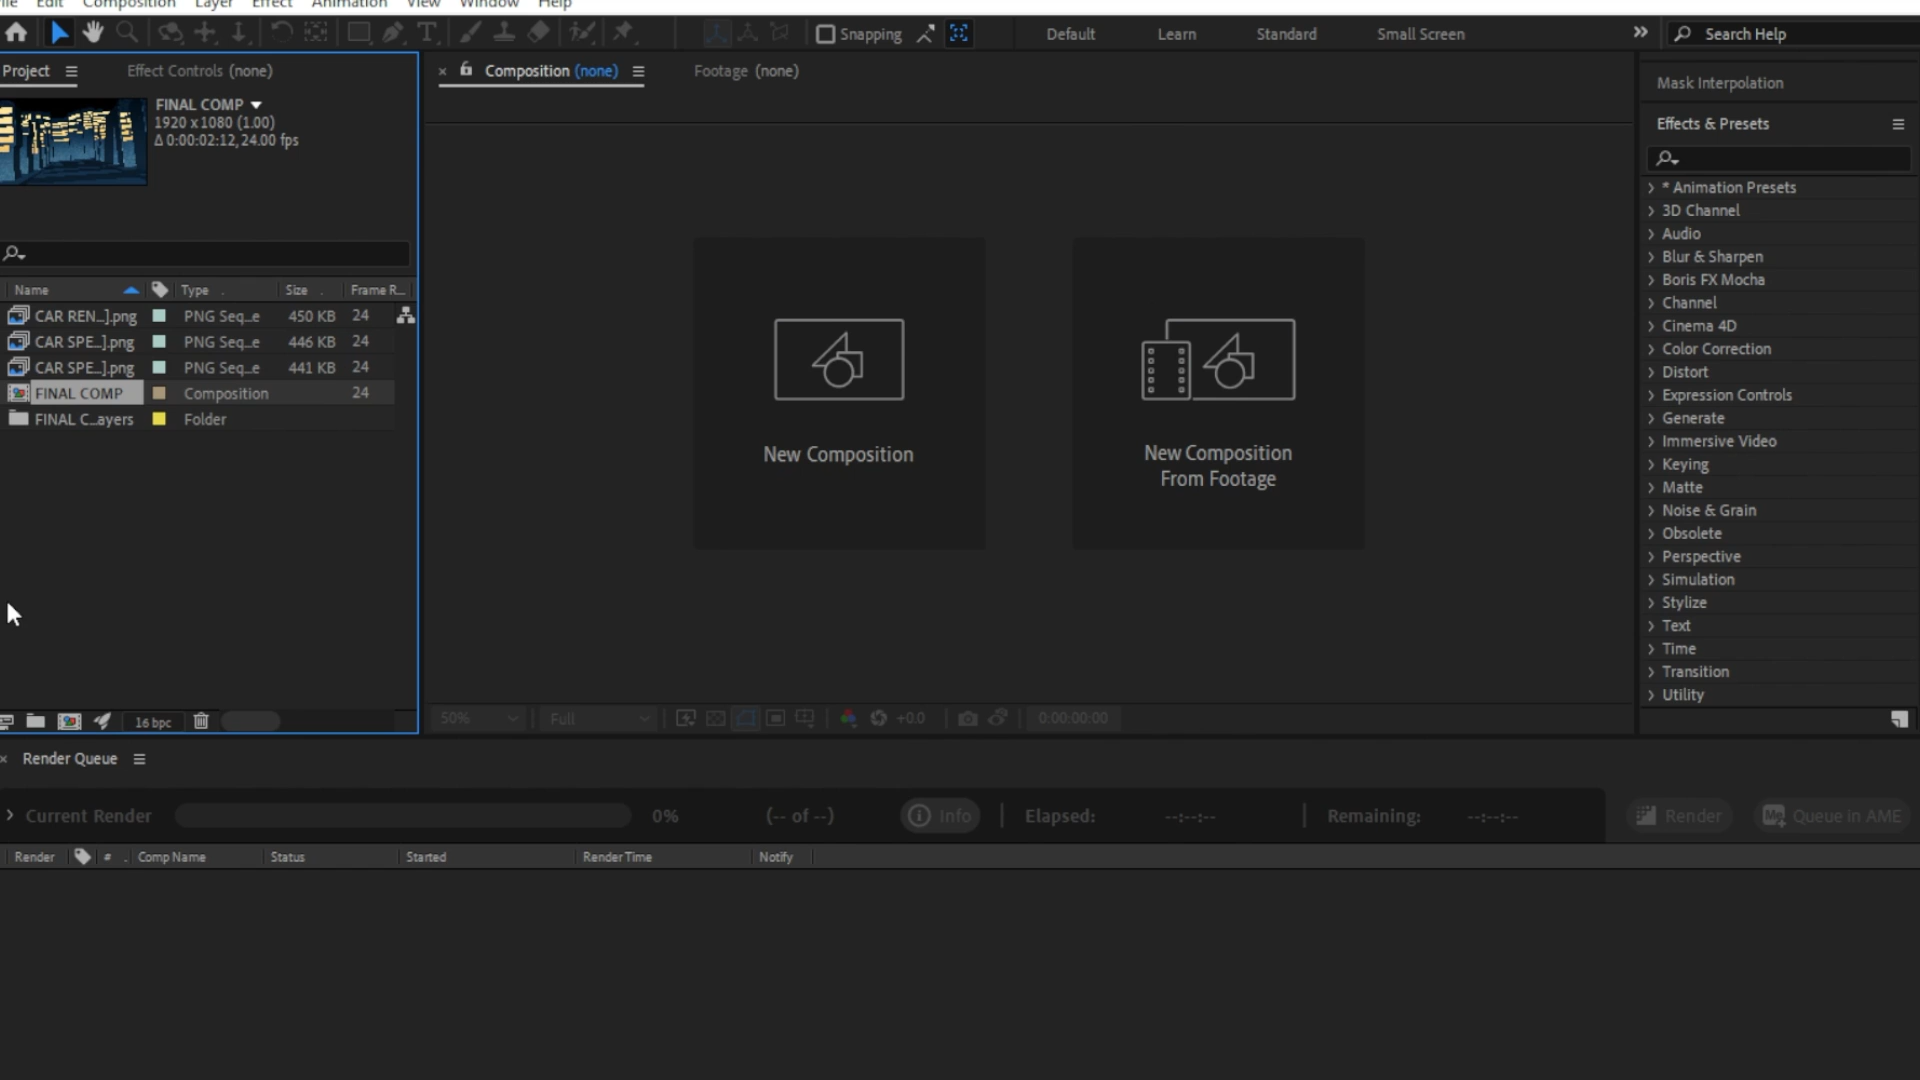 File Edit Composition Layer Effect Animation View Window Help
Snapping Default Learn Standard Small Screen Search Help
Project Effect Controls (none)
FINAL COMP
1920 x 1080 (1.00)
Δ 0:00:02:12, 24.00 fps
Name Type Size Frame R...
CAR REN...].png PNG Seq...e 450 KB 24
CAR SPE...].png PNG Seq...e 446 KB 24
CAR SPE...].png PNG Seq...e 441 KB 24
FINAL COMP Composition 24
FINAL C...ayers Folder
16 bpc
Composition (none) Footage (none)
New Composition
New Composition
From Footage
50% Full +0.0 0:00:00:00
Mask Interpolation
Effects & Presets
* Animation Presets
3D Channel
Audio
Blur & Sharpen
Boris FX Mocha
Channel
Cinema 4D
Color Correction
Distort
Expression Controls
Generate
Immersive Video
Keying
Matte
Noise & Grain
Obsolete
Perspective
Simulation
Stylize
Text
Time
Transition
Utility
Render Queue
Current Render 0% (-- of --) Info Elapsed: --:--:-- Remaining: --:--:-- Render Queue in AME
Render # Comp Name Status Started Render Time Notify